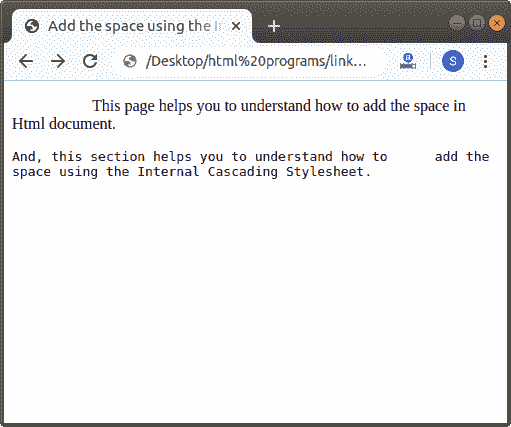 Add the space using the I
/Desktop/html%20programs/link...
S
This page helps you to understand how to add the space in
Html document.
And, this section helps you to understand how to      add the
space using the Internal Cascading Stylesheet.